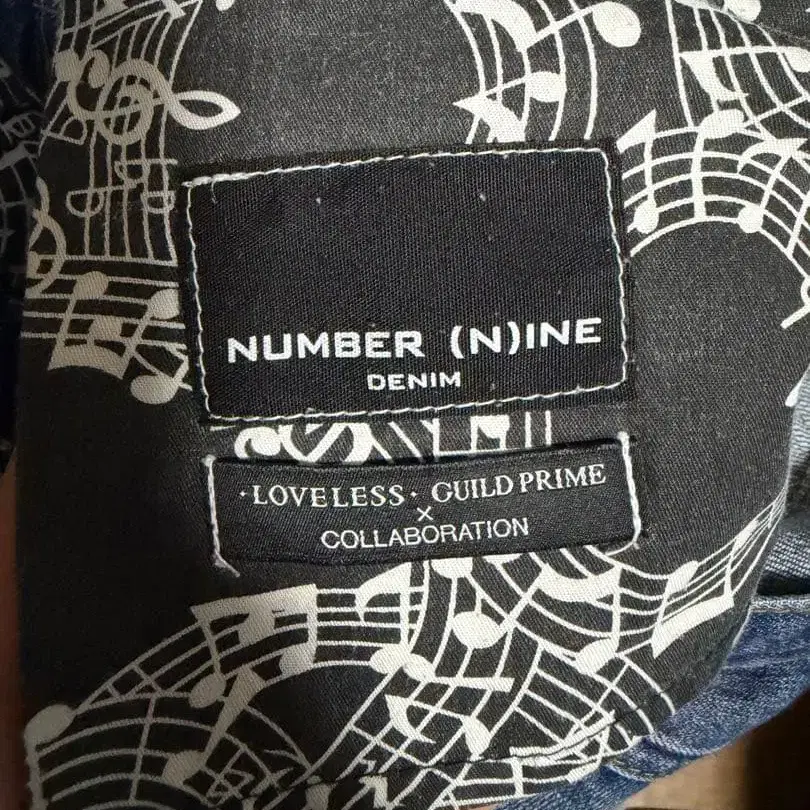 NUMBER (N)INE
DENIM
·LOVELESS· GUILD PRIME
×
COLLABORATION